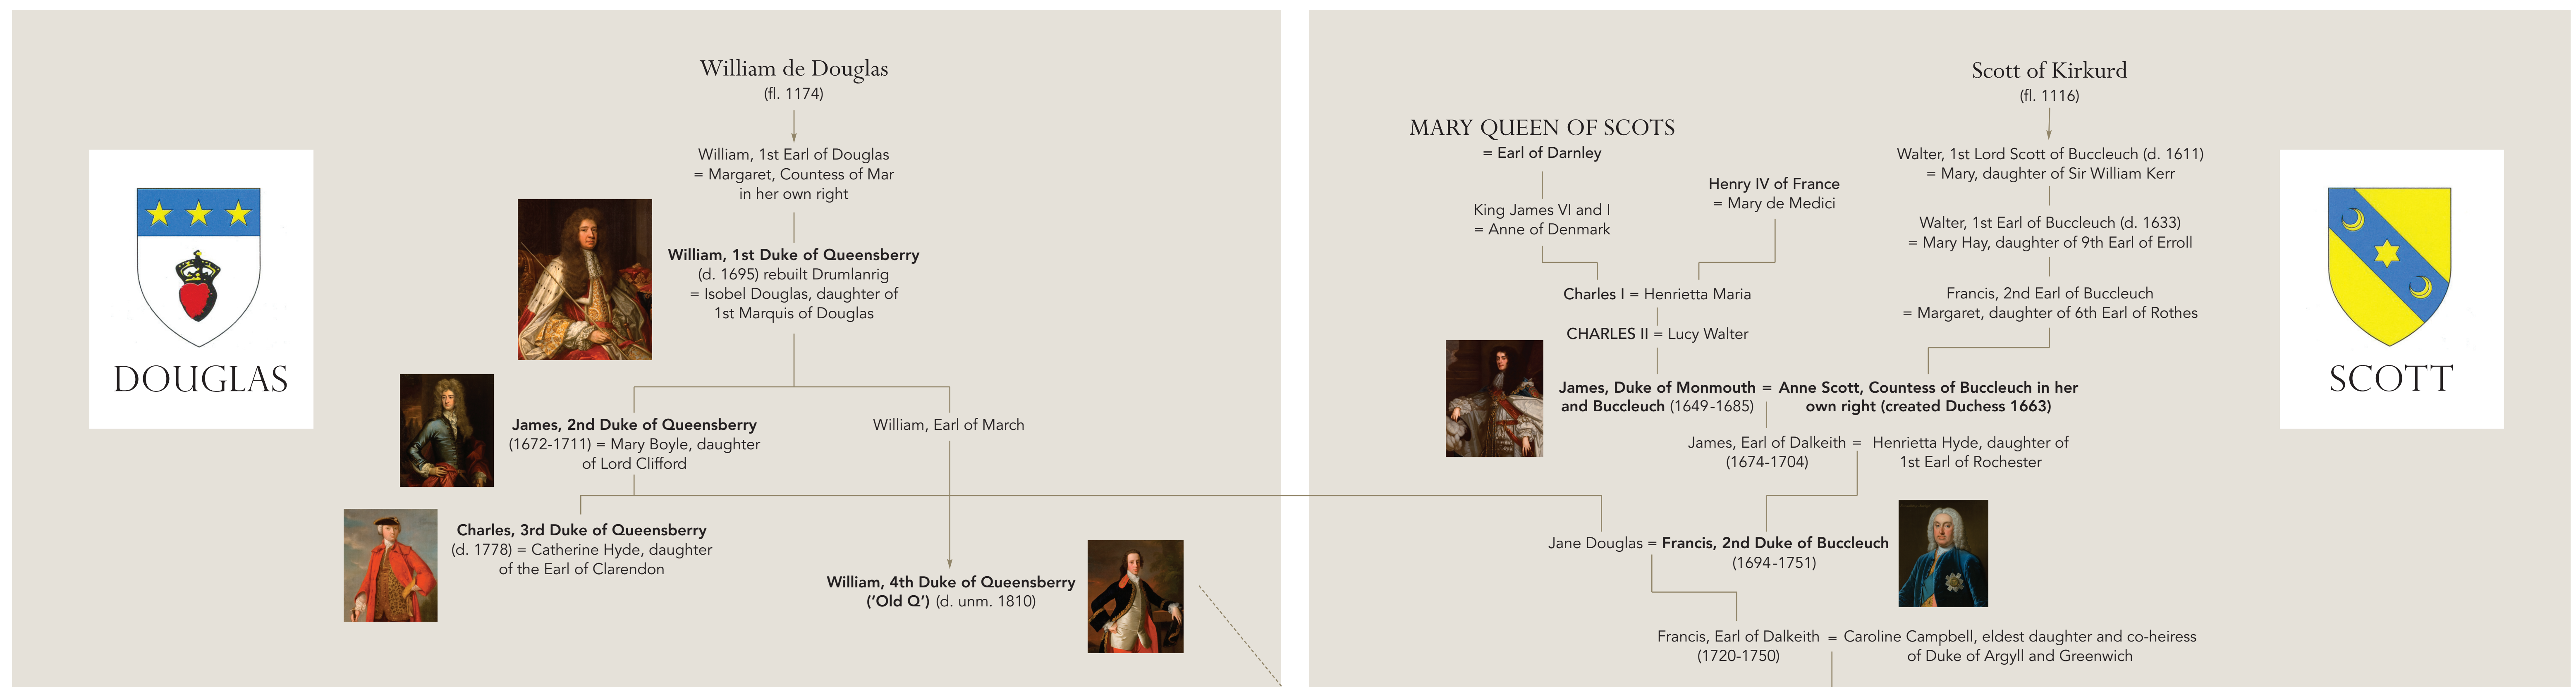 William de Douglas
(fl. 1174)
William, 1st Earl of Douglas
= Margaret, Countess of Mar
in her own right
William, 1st Duke of Queensberry
(d. 1695) rebuilt Drumlanrig
= Isobel Douglas, daughter of
1st Marquis of Douglas
DOUGLAS
James, 2nd Duke of Queensberry
(1672-1711) = Mary Boyle, daughter
of Lord Clifford
William, Earl of March
Charles, 3rd Duke of Queensberry
(d. 1778) = Catherine Hyde, daughter
of the Earl of Clarendon
William, 4th Duke of Queensberry
(‘Old Q’) (d. unm. 1810)
Scott of Kirkurd
(fl. 1116)
MARY QUEEN OF SCOTS
= Earl of Darnley
Walter, 1st Lord Scott of Buccleuch (d. 1611)
= Mary, daughter of Sir William Kerr
Henry IV of France
= Mary de Medici
King James VI and I
= Anne of Denmark
Walter, 1st Earl of Buccleuch (d. 1633)
= Mary Hay, daughter of 9th Earl of Erroll
Charles I = Henrietta Maria
Francis, 2nd Earl of Buccleuch
= Margaret, daughter of 6th Earl of Rothes
CHARLES II = Lucy Walter
SCOTT
James, Duke of Monmouth = Anne Scott, Countess of Buccleuch in her
and Buccleuch (1649-1685) own right (created Duchess 1663)
James, Earl of Dalkeith = Henrietta Hyde, daughter of
(1674-1704) 1st Earl of Rochester
Jane Douglas = Francis, 2nd Duke of Buccleuch
(1694-1751)
Francis, Earl of Dalkeith = Caroline Campbell, eldest daughter and co-heiress
(1720-1750) of Duke of Argyll and Greenwich